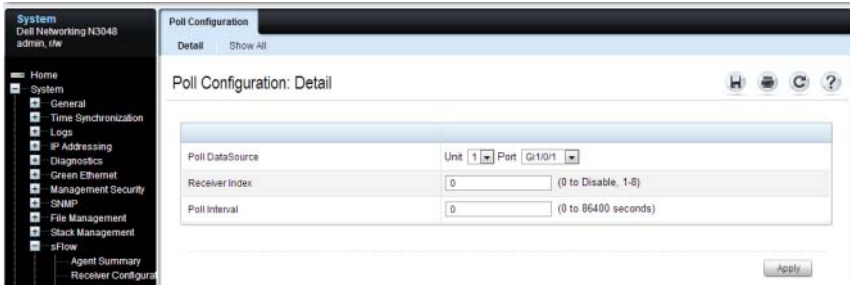 System
Dell Networking N3048
admin, r/w
Home
System
General
Time Synchronization
Logs
IP Addressing
Diagnostics
Green Ethernet
Management Security
SNMP
File Management
Stack Management
sFlow
Agent Summary
Receiver Configurat
Poll Configuration
Detail Show All
Poll Configuration: Detail
?
Poll DataSource Unit 1 Port Gi1/0/1
Receiver Index 0 (0 to Disable, 1-8)
Poll Interval 0 (0 to 86400 seconds)
Apply